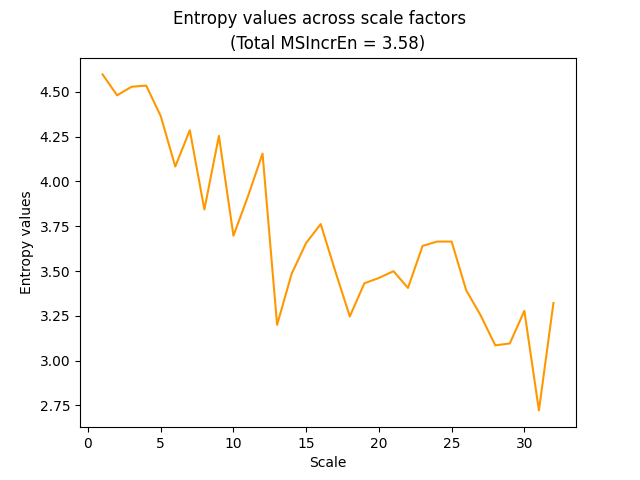 Entropy values across scale factors
(Total MSIncrEn = 3.58)
4.50
4.25
4.00
3.75
3.50
3.25
3.00
2.75
Entropy values
0 5 10 15 20 25 30
Scale